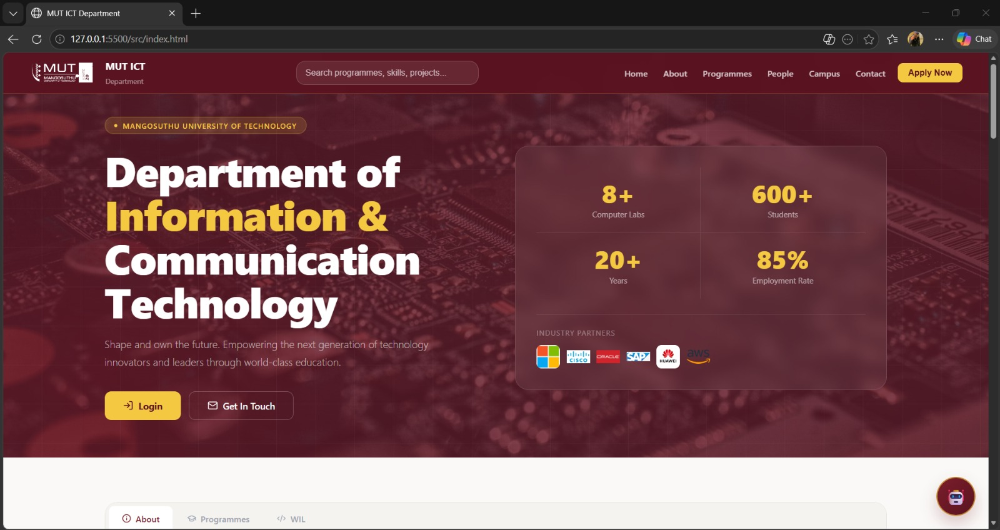 MUT ICT Department
127.0.0.1:5500/src/index.html
Chat
MUT
MANGOSUTHU
UNIVERSITY OF TECHNOLOGY
MUT ICT
Department
Search programmes, skills, projects...
Home
About
Programmes
People
Campus
Contact
Apply Now
MANGOSUTHU UNIVERSITY OF TECHNOLOGY
Department of
Information &
Communication
Technology
Shape and own the future. Empowering the next generation of technology
innovators and leaders through world-class education.
Login
Get In Touch
8+
Computer Labs
600+
Students
20+
Years
85%
Employment Rate
INDUSTRY PARTNERS
CISCO
ORACLE
SAP
HUAWEI
aws
About
Programmes
WIL